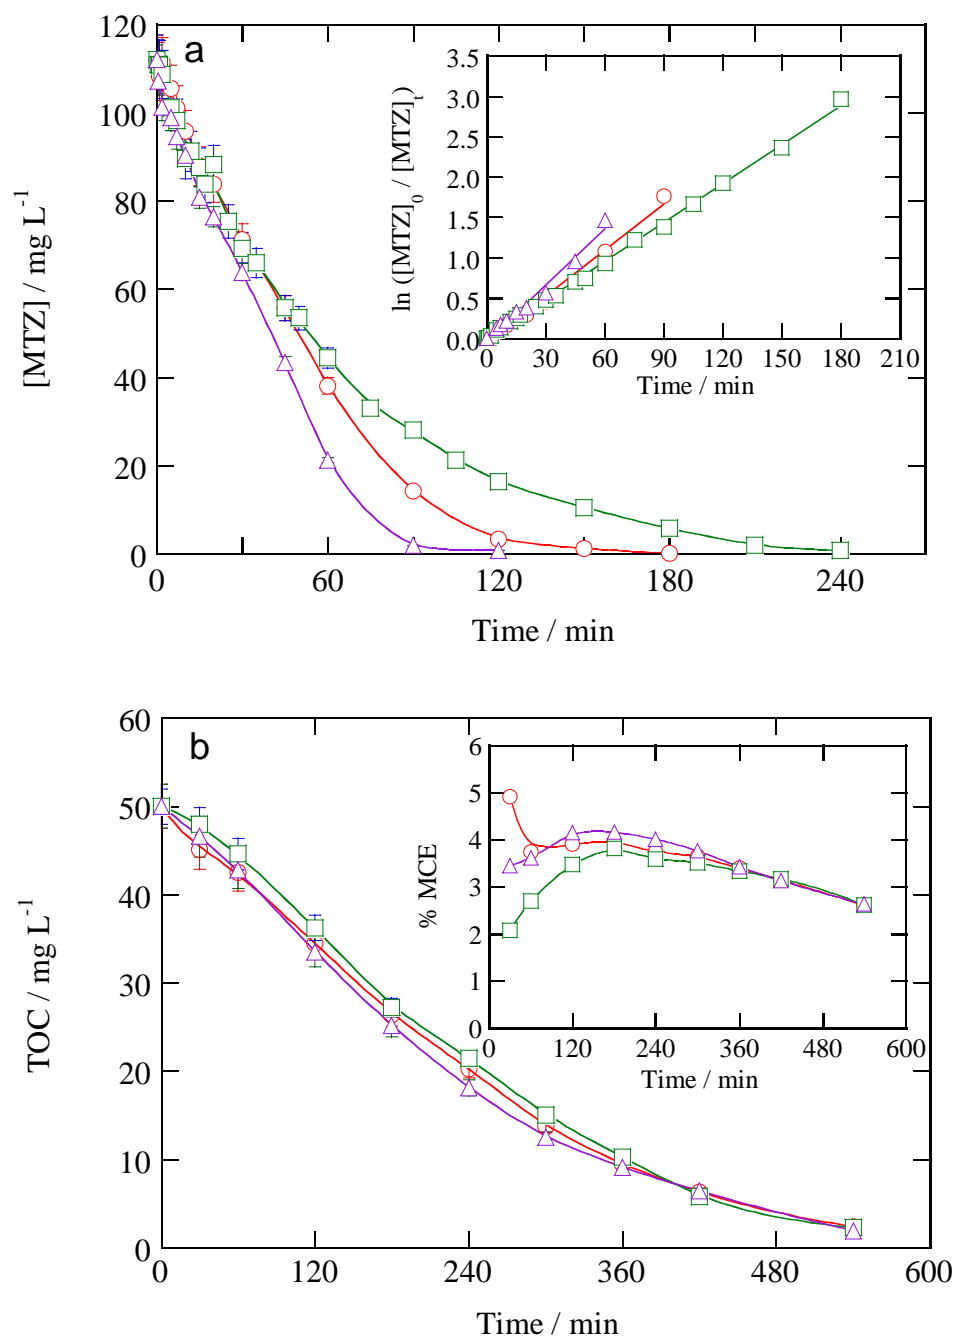 a
[MTZ] / mg L⁻¹
120
100
80
60
40
20
0
0 60 120 180 240
Time / min
ln ([MTZ]₀ / [MTZ]ₜ)
3.5
3.0
2.5
2.0
1.5
1.0
0.5
0.0
0 30 60 90 120 150 180 210
Time / min
b
TOC / mg L⁻¹
60
50
40
30
20
10
0
0 120 240 360 480 600
Time / min
% MCE
6
5
4
3
2
1
0
0 120 240 360 480 600
Time / min